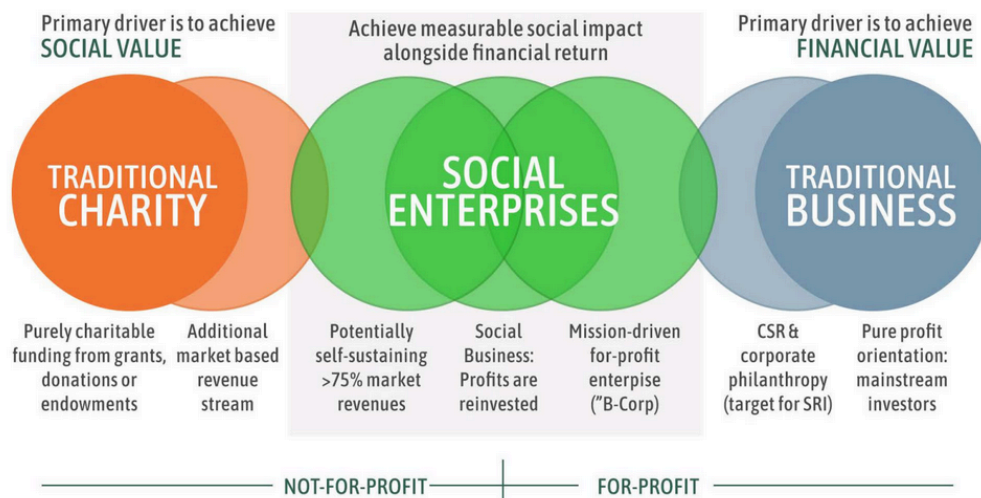 Primary driver is to achieve
SOCIAL VALUE
Achieve measurable social impact
alongside financial return
Primary driver is to achieve
FINANCIAL VALUE
TRADITIONAL
CHARITY
SOCIAL
ENTERPRISES
TRADITIONAL
BUSINESS
Purely charitable
funding from grants,
donations or
endowments
Additional
market based
revenue
stream
Potentially
self-sustaining
>75% market
revenues
Social
Business:
Profits are
reinvested
Mission-driven
for-profit
enterpise
("B-Corp)
CSR &
corporate
philanthropy
(target for SRI)
Pure profit
orientation:
mainstream
investors
NOT-FOR-PROFIT
FOR-PROFIT